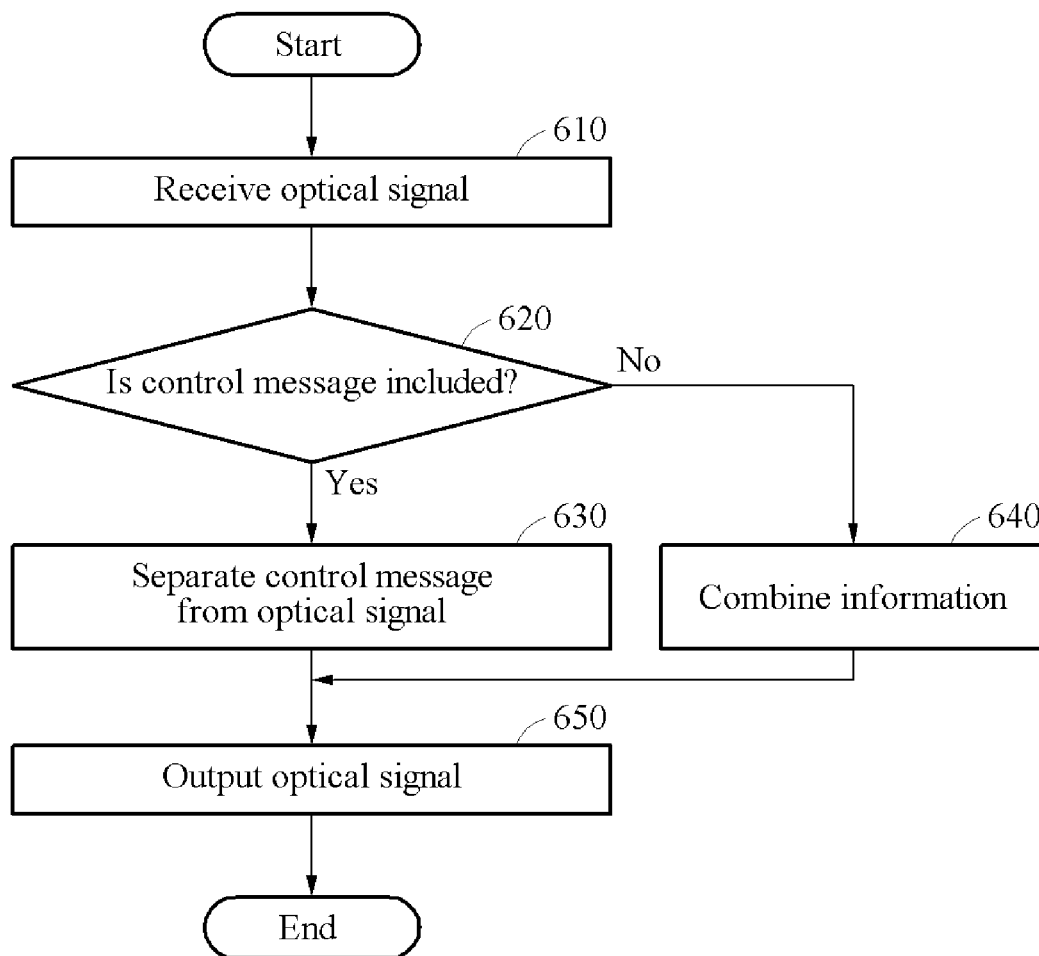 Start
610
Receive optical signal
620
Is control message included?
No
Yes
630
Separate control message
from optical signal
640
Combine information
650
Output optical signal
End